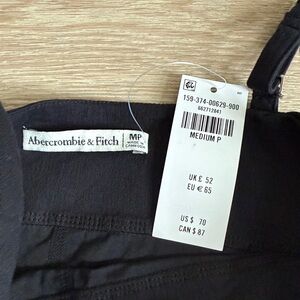 Abercrombie & Fitch
MP
MADE IN
CAMBODIA
159-374-00629-900
MEDIUM P
UK £ 52
EU € 65
US $ 70
CAN $ 87